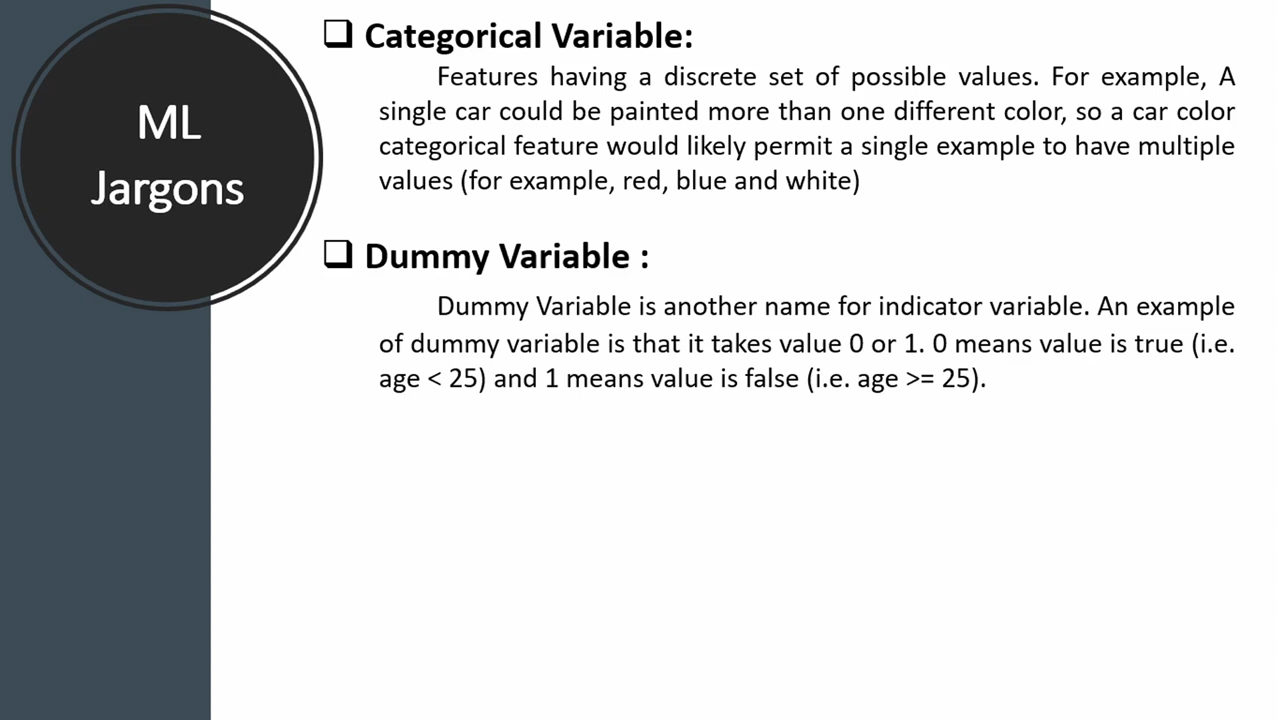 ML
Jargons
❑ Categorical Variable:
Features having a discrete set of possible values. For example, A
single car could be painted more than one different color, so a car color
categorical feature would likely permit a single example to have multiple
values (for example, red, blue and white)
❑ Dummy Variable :
Dummy Variable is another name for indicator variable. An example
of dummy variable is that it takes value 0 or 1. 0 means value is true (i.e.
age < 25) and 1 means value is false (i.e. age >= 25).